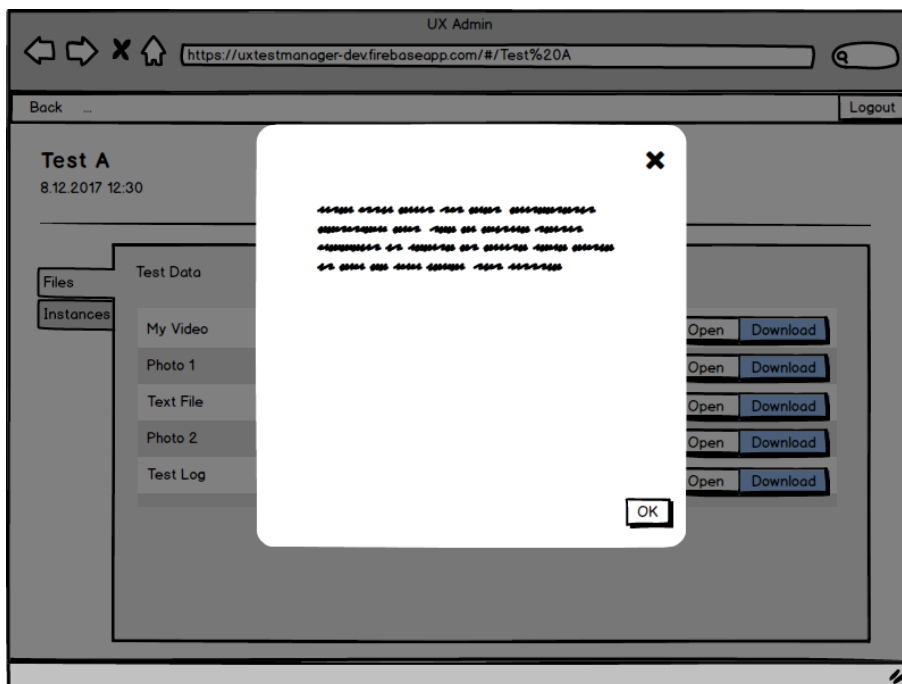 UX Admin
https://uxtestmanager-dev.firebaseapp.com/#/Test%20A
Back ... Logout
Test A
8.12.2017 12:30
Files
Instances
Test Data
My Video Open Download
Photo 1 Open Download
Text File Open Download
Photo 2 Open Download
Test Log Open Download
OK